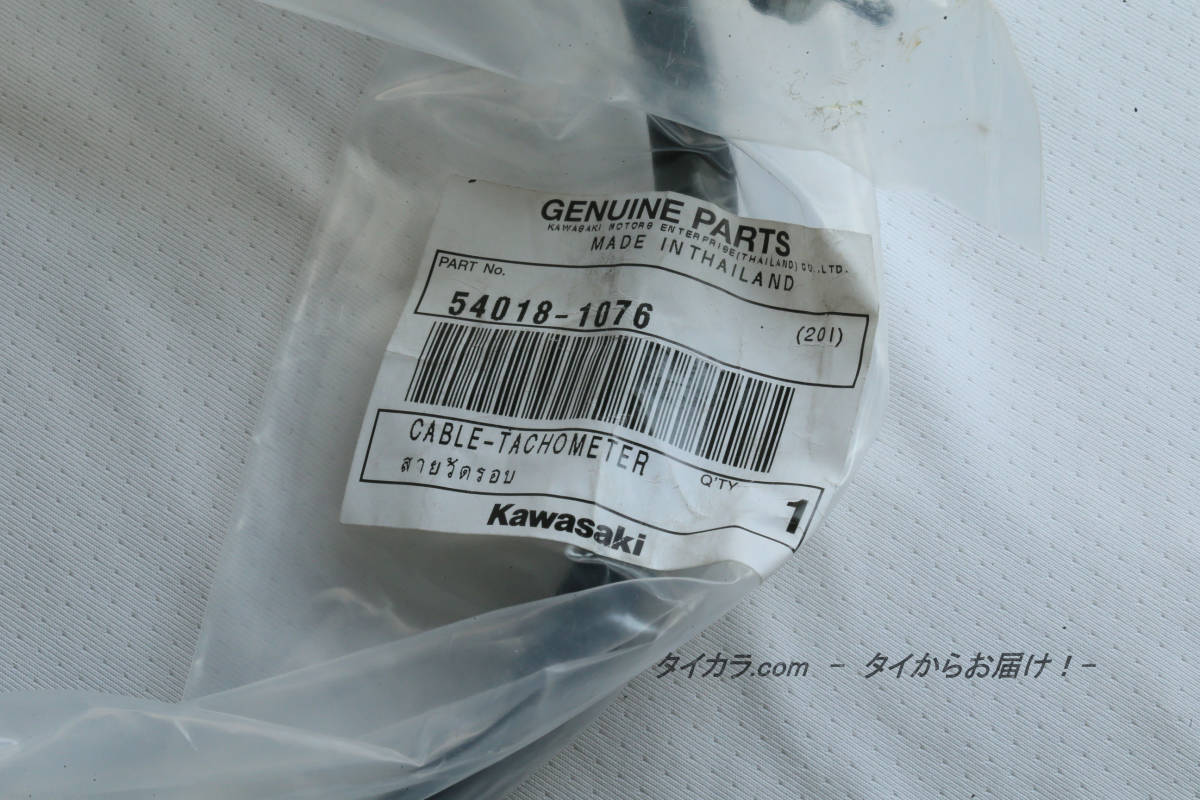 GENUINE PARTS
KAWASAKI MOTORS ENTERPRISE (THAILAND) CO.,LTD.
MADE IN THAILAND
PART No.
54018-1076
(201)
CABLE-TACHOMETER
สายวัดรอบ
Q'TY
1
Kawasaki
タイカラ.com - タイからお届け！-